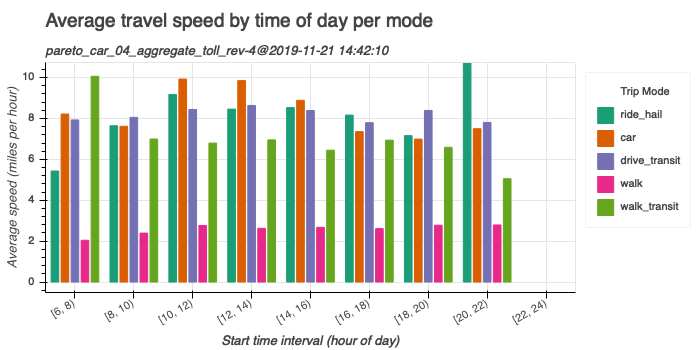 Average travel speed by time of day per mode
pareto_car_04_aggregate_toll_rev-4@2019-11-21 14:42:10
Average speed (miles per hour)
10
8
6
4
2
0
[6, 8)
[8, 10)
[10, 12)
[12, 14)
[14, 16)
[16, 18)
[18, 20)
[20, 22)
[22, 24)
Start time interval (hour of day)
Trip Mode
ride_hail
car
drive_transit
walk
walk_transit